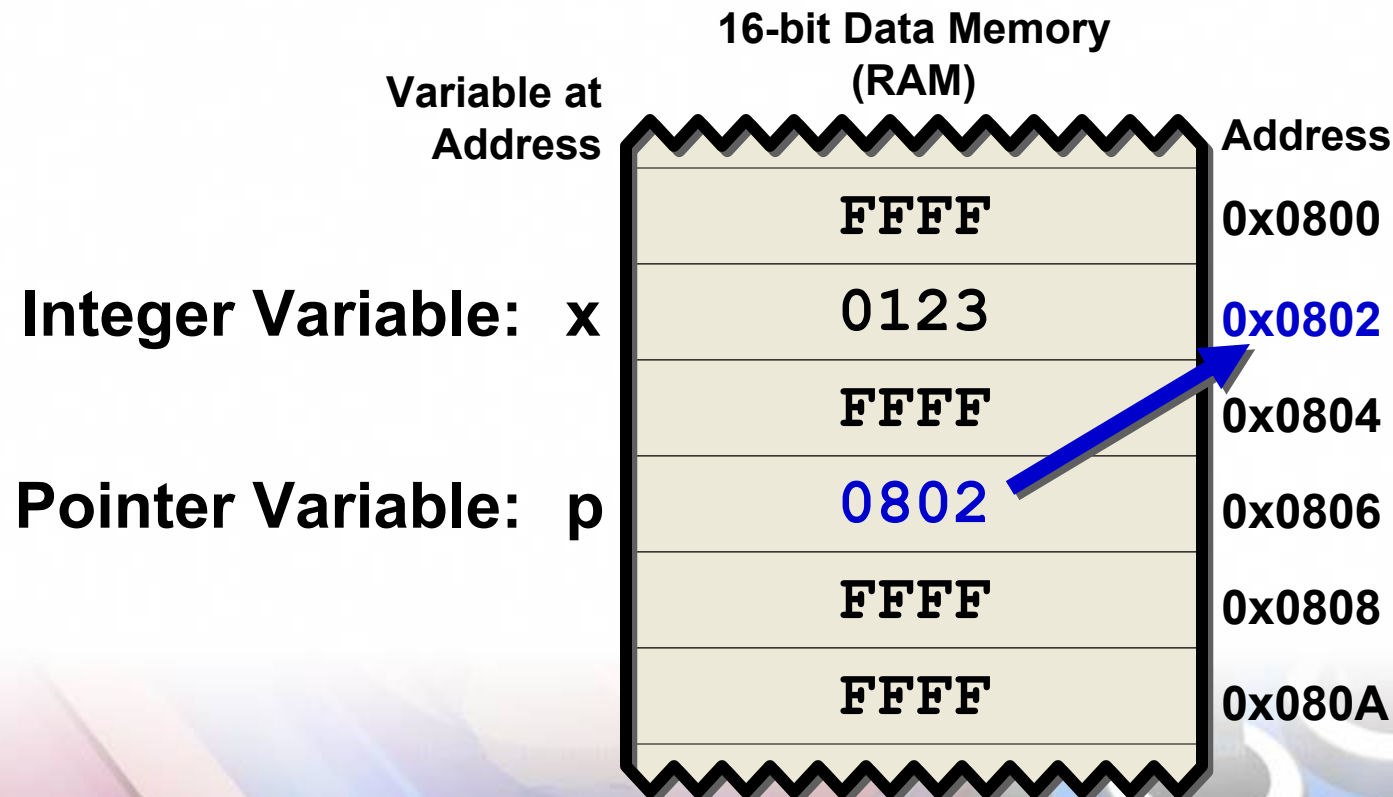 16-bit Data Memory
(RAM)
Variable at
Address
Address
FFFF 0x0800
Integer Variable: x 0123 0x0802
FFFF 0x0804
Pointer Variable: p 0802 0x0806
FFFF 0x0808
FFFF 0x080A